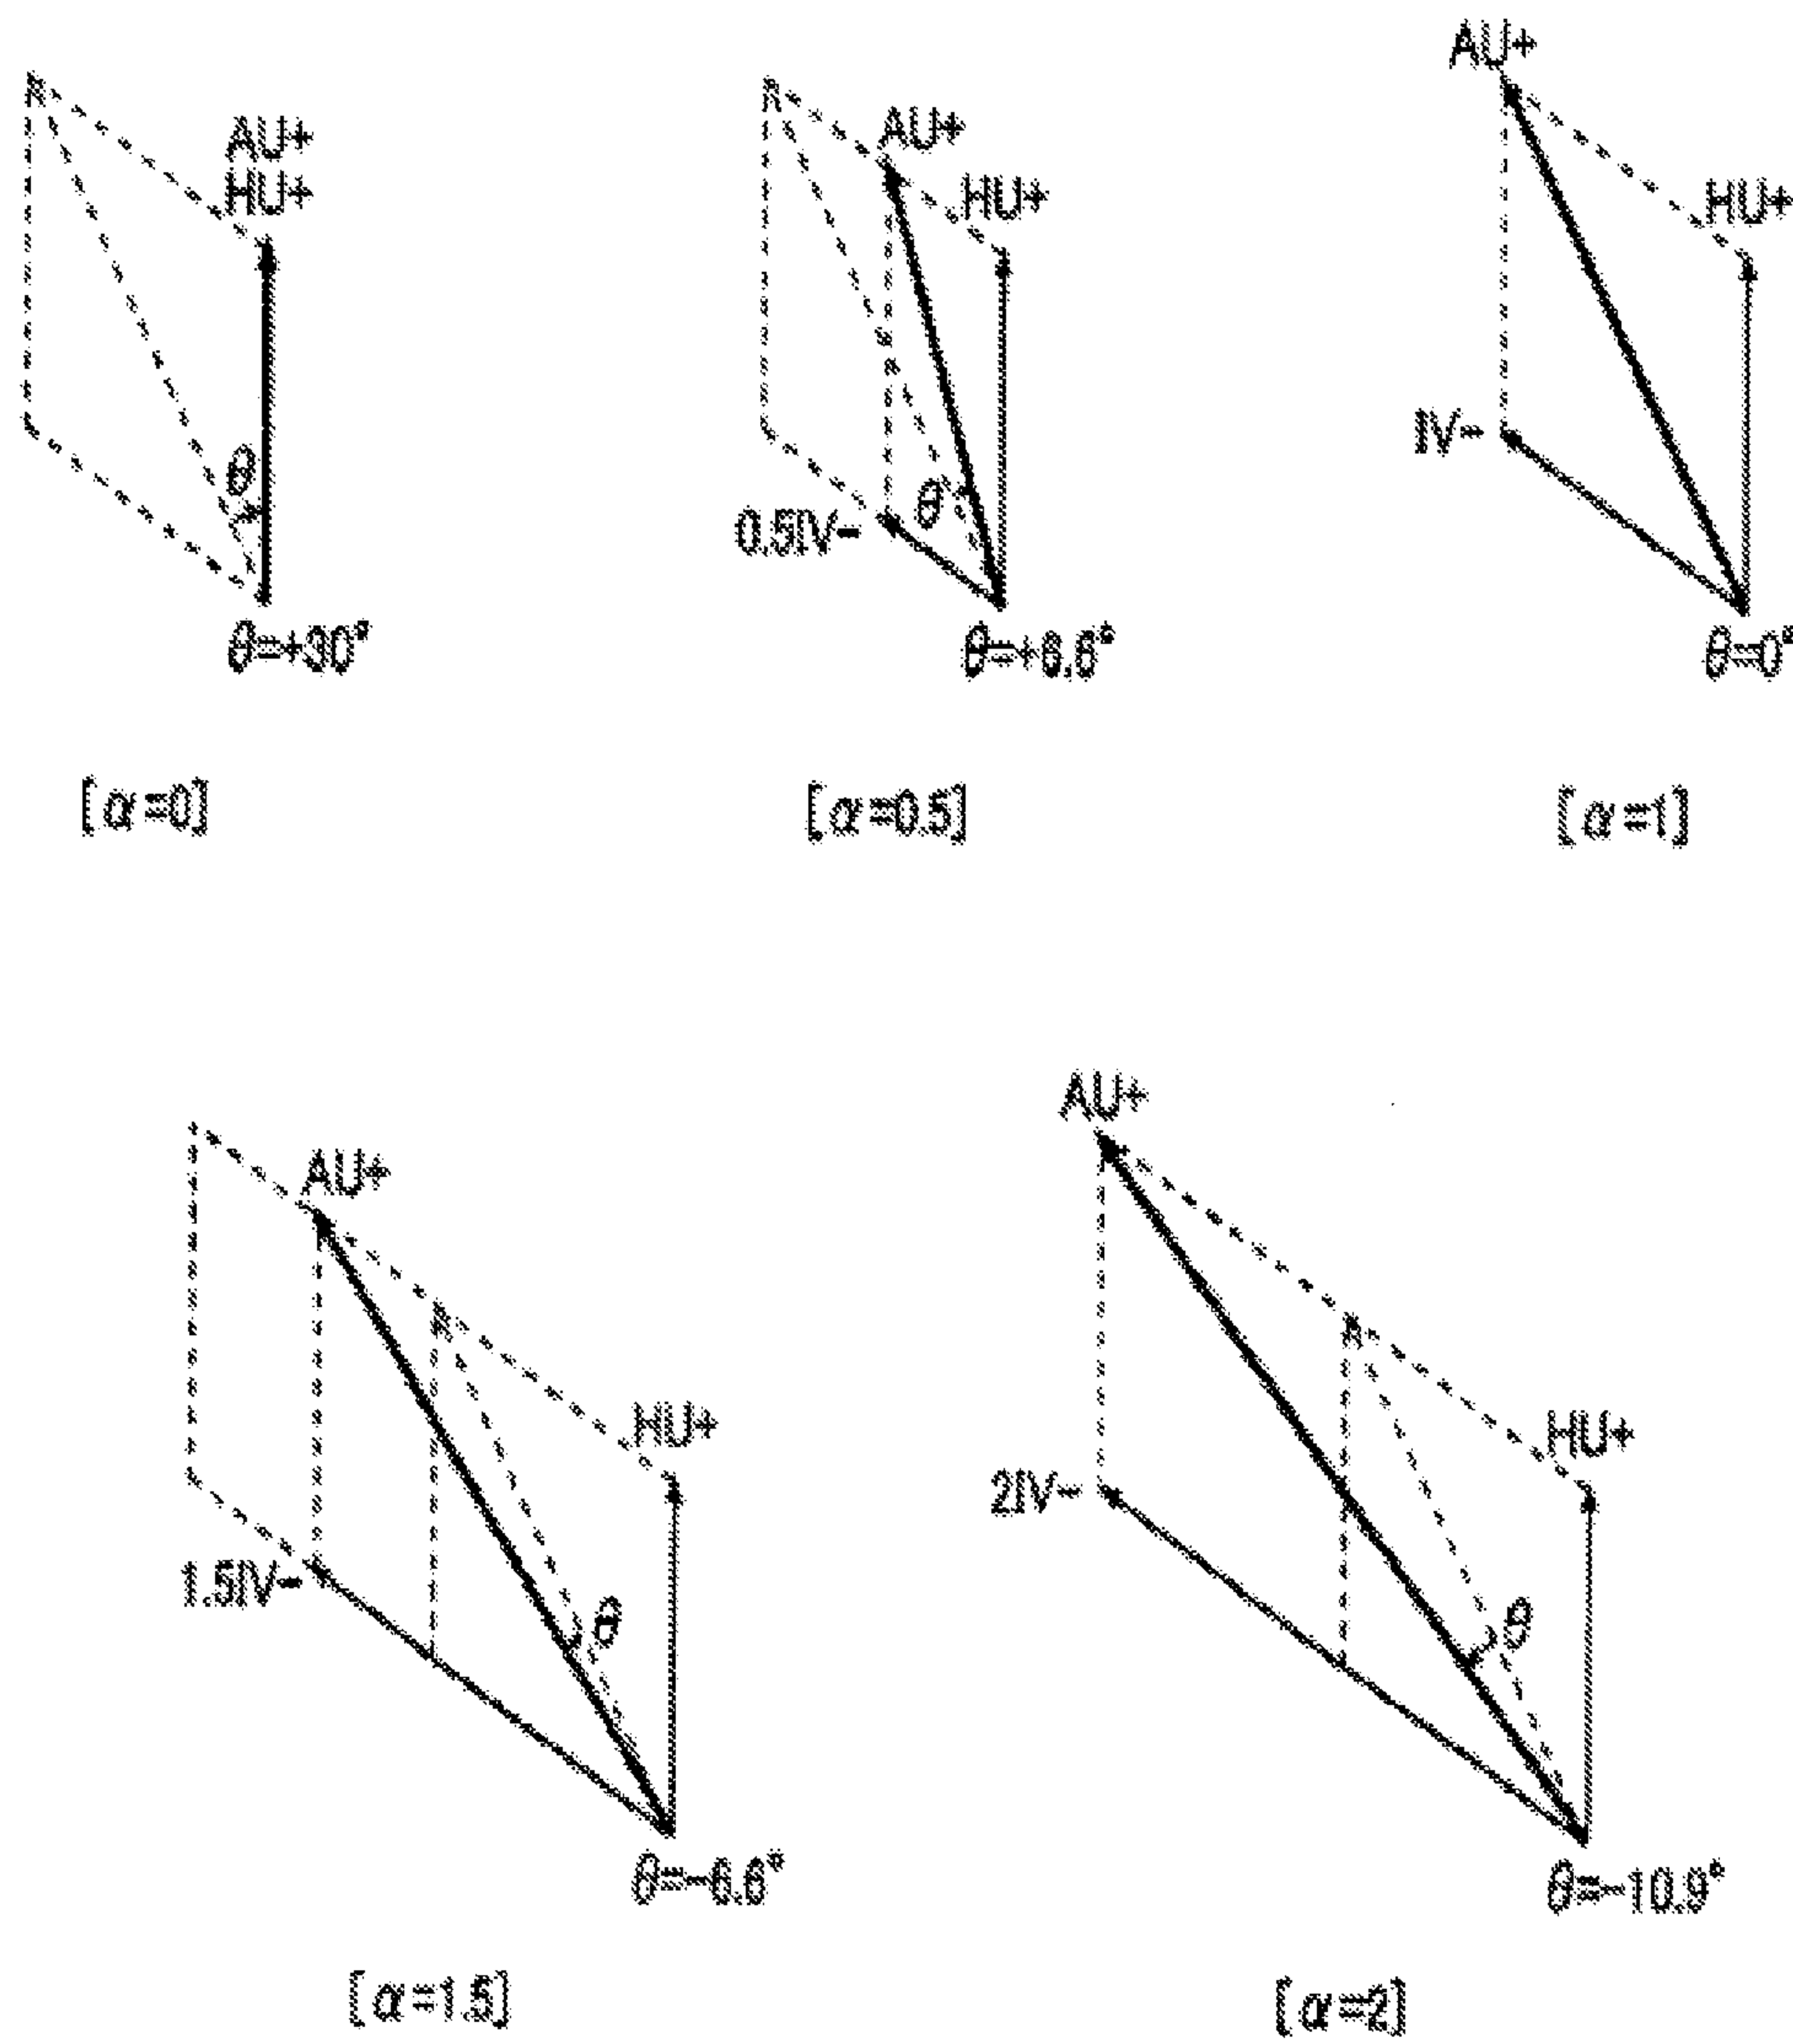 AU+
HU+
θ
θ=+30°
[α=0]
AU+
HU+
θ
0.5IV-
θ=+6.6°
[α=0.5]
AU+
HU+
IV-
θ=0°
[α=1]
AU+
HU+
1.5IV-
θ
θ=-6.6°
[α=1.5]
AU+
HU+
2IV-
θ
θ=-10.9°
[α=2]